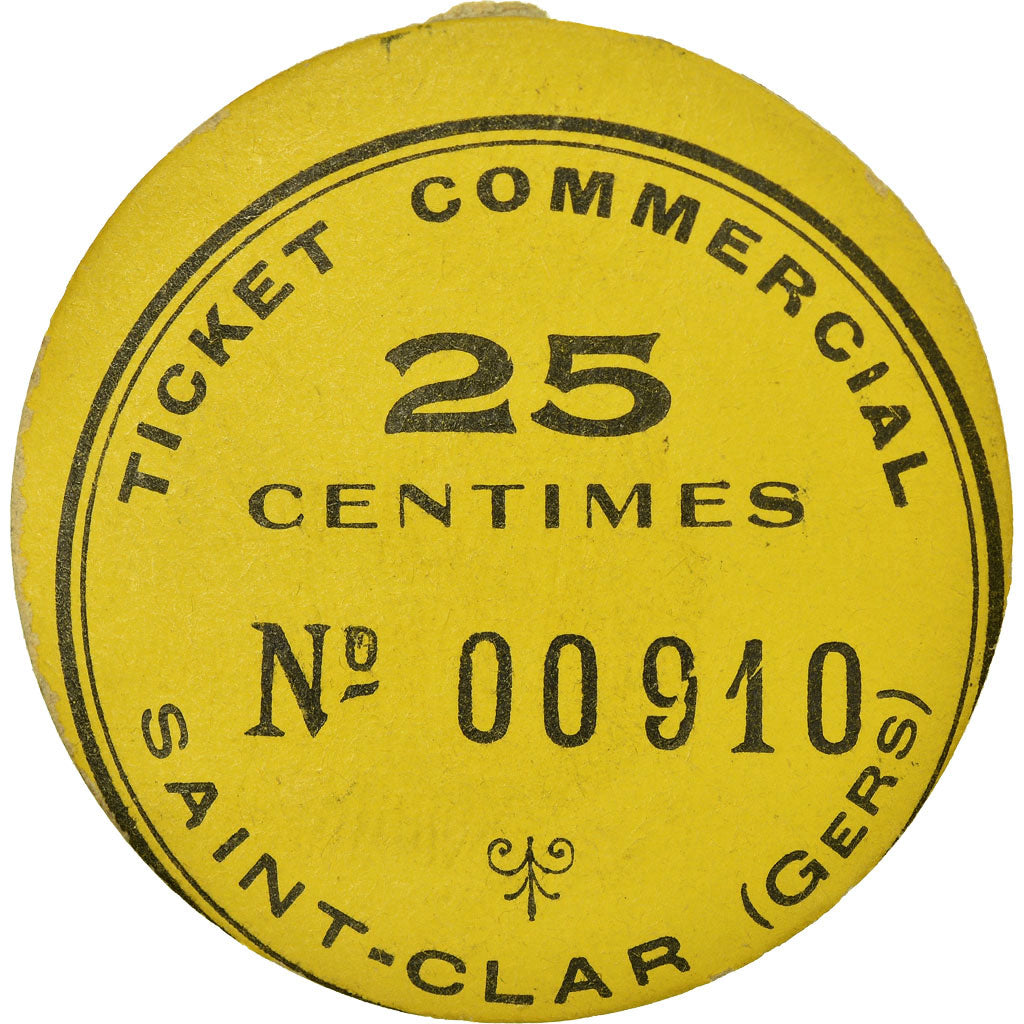 TICKET COMMERCIAL
25
CENTIMES
Nº 00910
SAINT-CLAR (GERS)